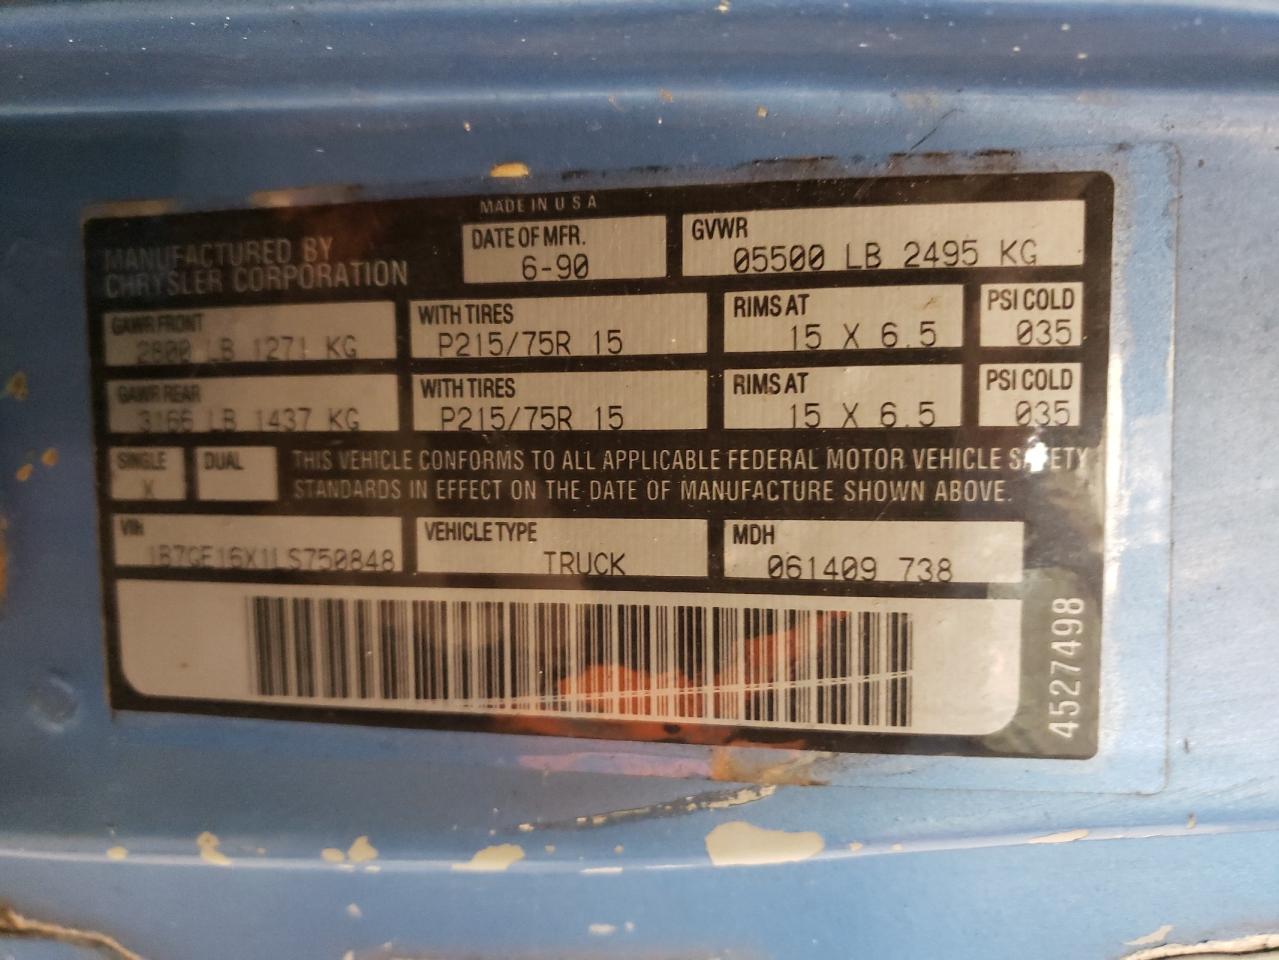 MADE IN U S A
MANUFACTURED BY
CHRYSLER CORPORATION
DATE OF MFR.
6-90
GVWR
05500 LB 2495 KG
GAWR FRONT
2800 LB 1271 KG
WITH TIRES
P215/75R 15
RIMS AT
15 X 6.5
PSI COLD
035
GAWR REAR
3166 LB 1437 KG
WITH TIRES
P215/75R 15
RIMS AT
15 X 6.5
PSI COLD
035
SINGLE
X
DUAL
THIS VEHICLE CONFORMS TO ALL APPLICABLE FEDERAL MOTOR VEHICLE SAFETY
STANDARDS IN EFFECT ON THE DATE OF MANUFACTURE SHOWN ABOVE.
VIN
1B7GE16X1LS750848
VEHICLE TYPE
TRUCK
MDH
061409 738
4527498